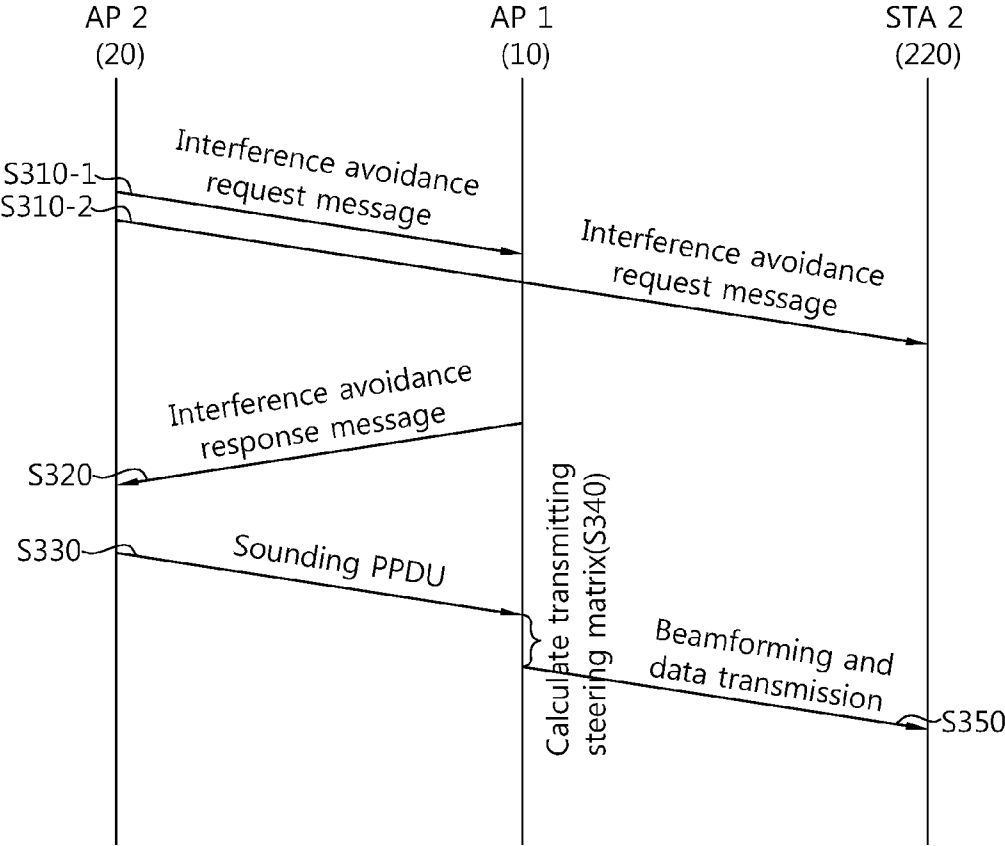 AP 2
(20)
AP 1
(10)
STA 2
(220)
S310-1
Interference avoidance
request message
S310-2
Interference avoidance
request message
Interference avoidance
response message
S320
S330
Sounding PPDU
Calculate transmitting
steering matrix(S340)
Beamforming and
data transmission
S350